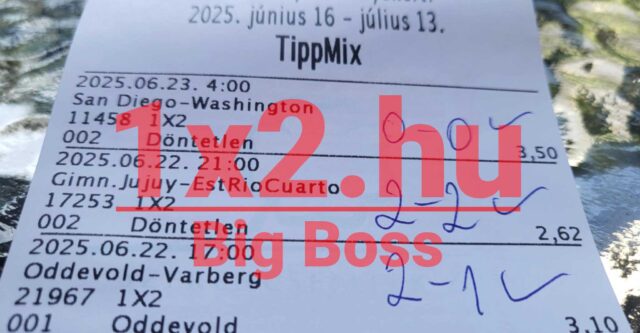 2025. június 16 – július 13.
TippMix
2025.06.23. 4:00
San Diego-Washington
11458 1X2
0-0 ✓
002 Döntetlen 3,50
2025.06.22. 21:00
Gimn.Jujuy-EstRioCuarto
17253 1X2
2-2 ✓
002 Döntetlen 2,62
2025.06.22. 17:00
Oddevold-Varberg
2-1 ✓
21967 1X2
001 Oddevold 3,10
1x2.hu
Big Boss